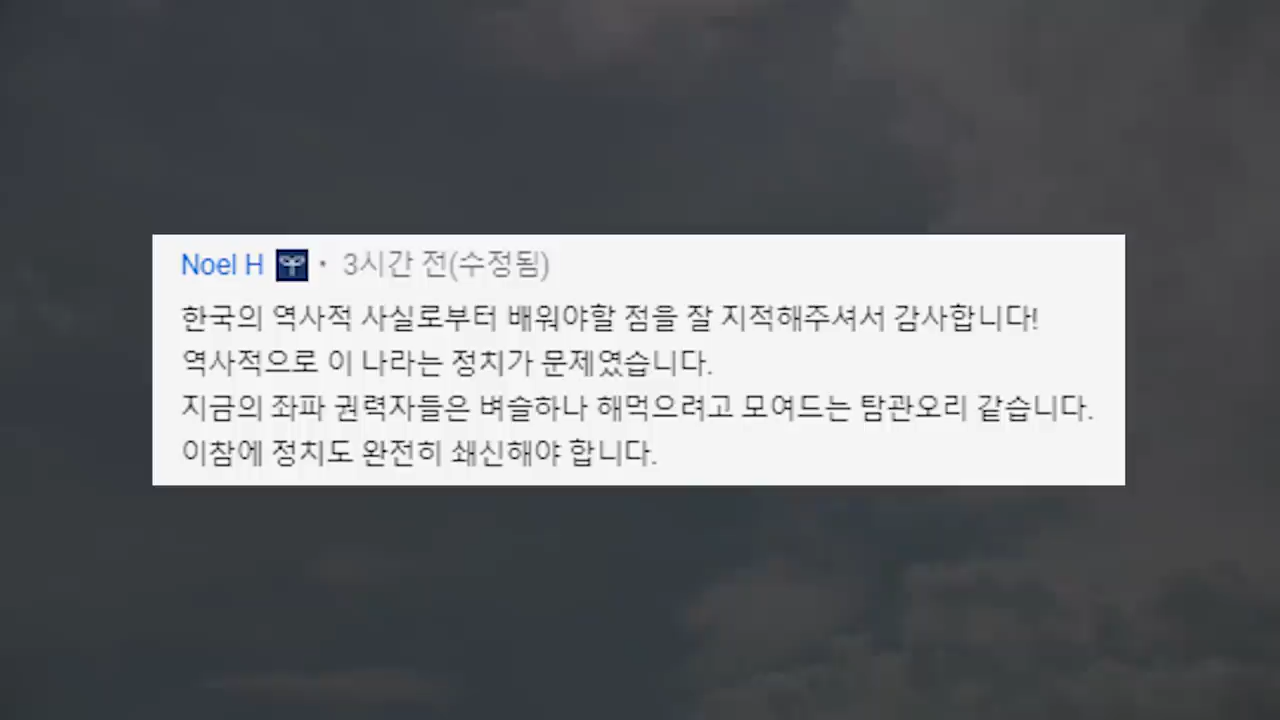 Noel H · 3시간 전(수정됨)
한국의 역사적 사실로부터 배워야할 점을 잘 지적해주셔서 감사합니다!
역사적으로 이 나라는 정치가 문제였습니다.
지금의 좌파 권력자들은 벼슬하나 해먹으려고 모여드는 탐관오리 같습니다.
이참에 정치도 완전히 쇄신해야 합니다.